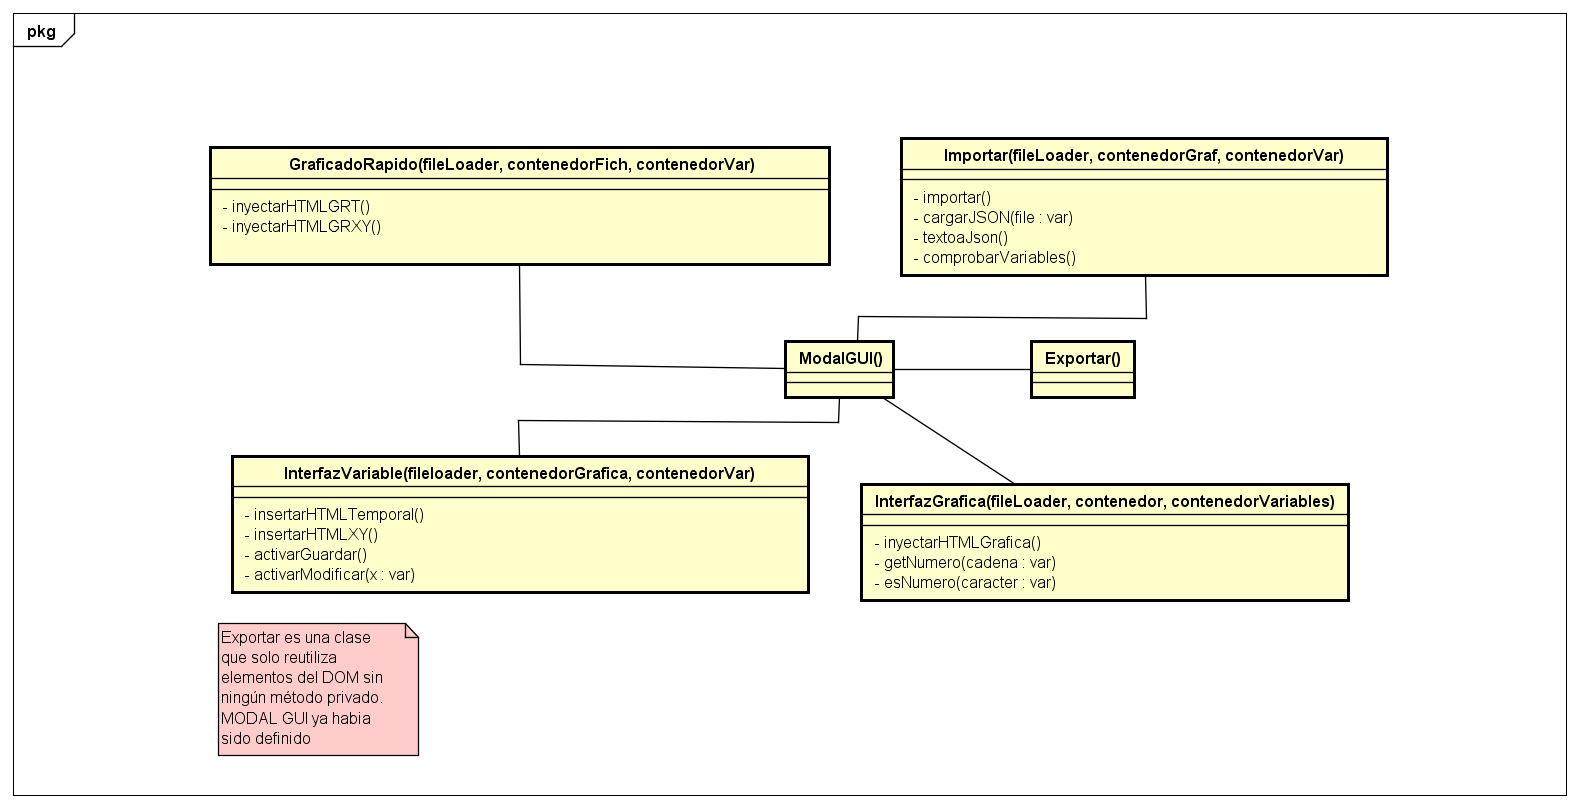 pkg
GraficadoRapido(fileLoader, contenedorFich, contenedorVar)
- inyectarHTMLGRT()
- inyectarHTMLGRXY()
Importar(fileLoader, contenedorGraf, contenedorVar)
- importar()
- cargarJSON(file : var)
- textoaJson()
- comprobarVariables()
ModalGUI()
Exportar()
InterfazVariable(fileloader, contenedorGrafica, contenedorVar)
- insertarHTMLTemporal()
- insertarHTMLXY()
- activarGuardar()
- activarModificar(x : var)
InterfazGrafica(fileLoader, contenedor, contenedorVariables)
- inyectarHTMLGrafica()
- getNumero(cadena : var)
- esNumero(caracter : var)
Exportar es una clase
que solo reutiliza
elementos del DOM sin
ningún método privado.
MODAL GUI ya habia
sido definido